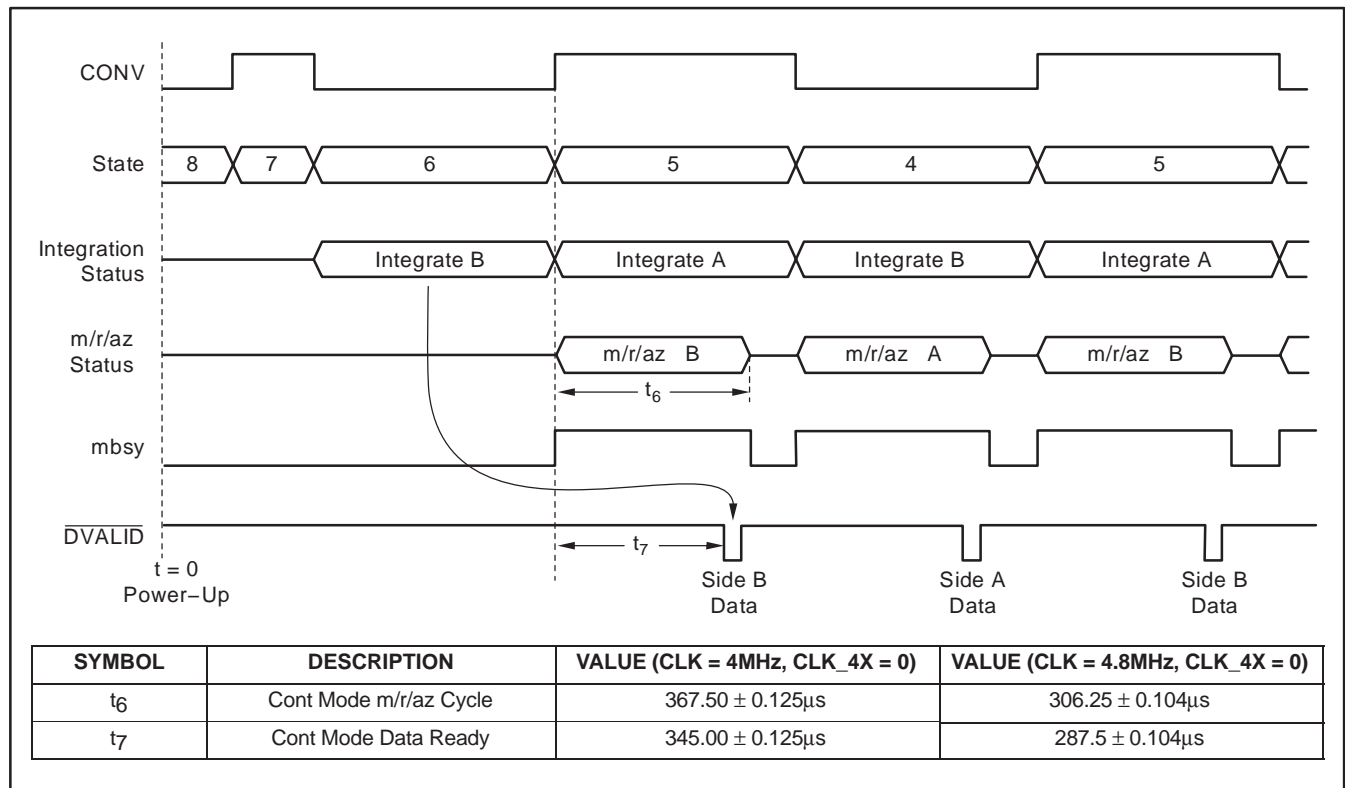 CONV
State
8 7 6 5 4 5
Integration
Status
Integrate B Integrate A Integrate B Integrate A
m/r/az
Status
m/r/az B m/r/az A m/r/az B
t6
mbsy
DVALID
t7
t = 0
Power−Up
Side B
Data
Side A
Data
Side B
Data
SYMBOL DESCRIPTION VALUE (CLK = 4MHz, CLK_4X = 0) VALUE (CLK = 4.8MHz, CLK_4X = 0)
t6 Cont Mode m/r/az Cycle 367.50 ± 0.125μs 306.25 ± 0.104μs
t7 Cont Mode Data Ready 345.00 ± 0.125μs 287.5 ± 0.104μs